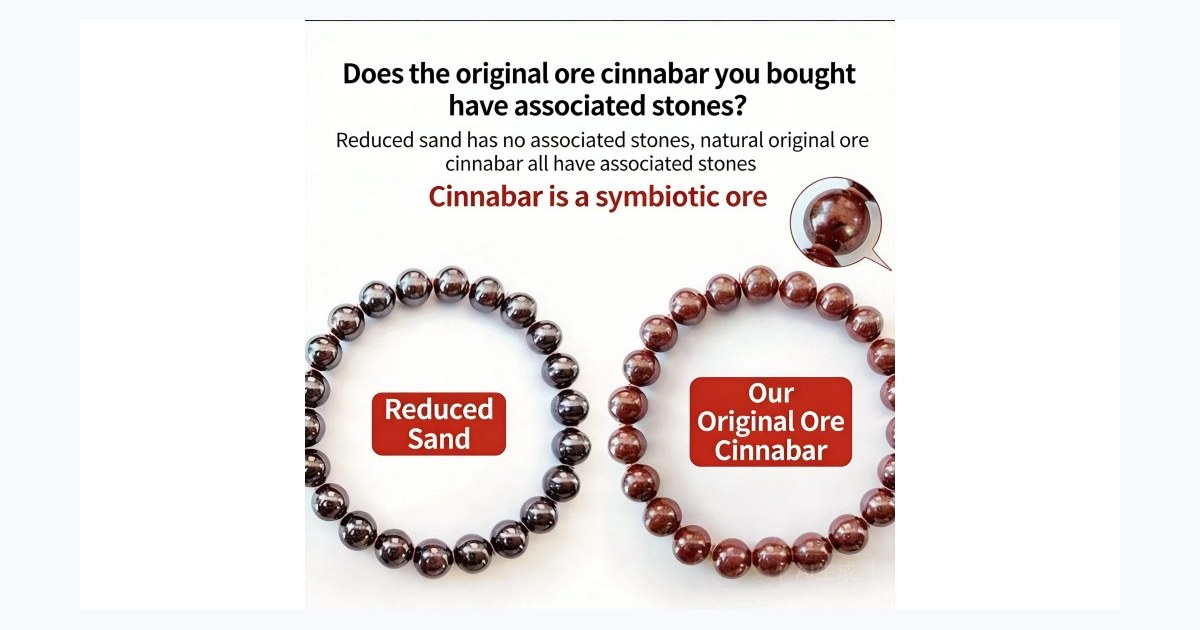 Does the original ore cinnabar you bought
have associated stones?
Reduced sand has no associated stones, natural original ore
cinnabar all have associated stones
Cinnabar is a symbiotic ore
Reduced
Sand
Our
Original Ore
Cinnabar